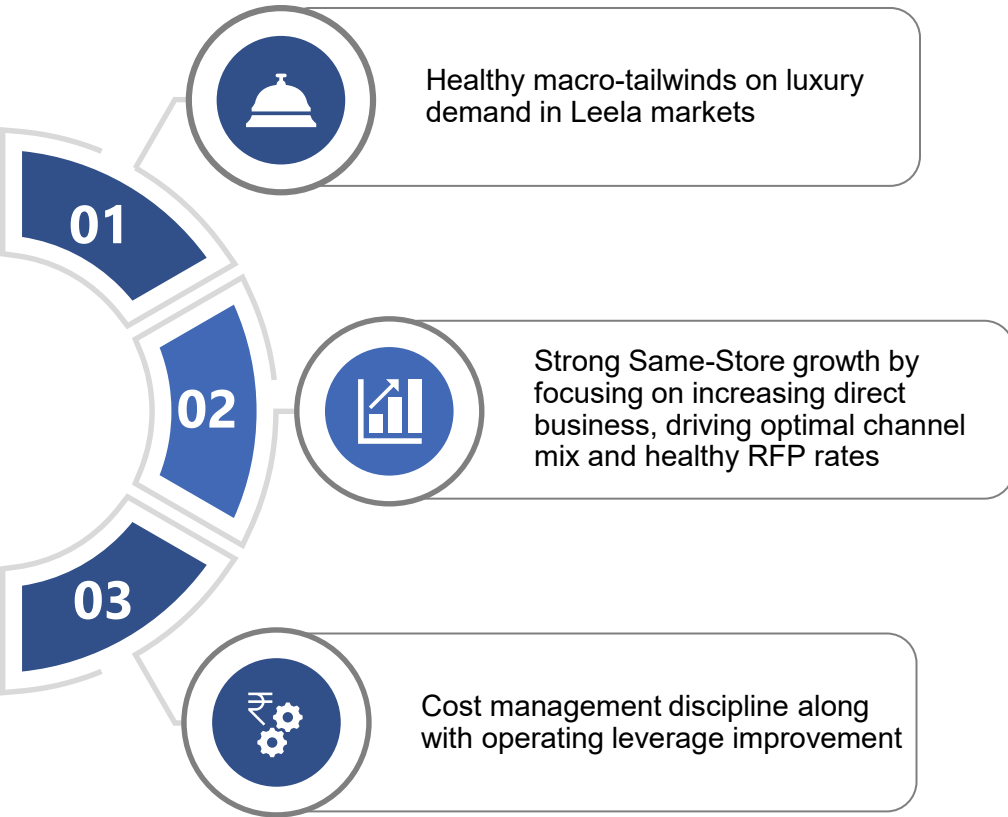 01
Healthy macro-tailwinds on luxury
demand in Leela markets
02
Strong Same-Store growth by
focusing on increasing direct
business, driving optimal channel
mix and healthy RFP rates
03
₹
Cost management discipline along
with operating leverage improvement